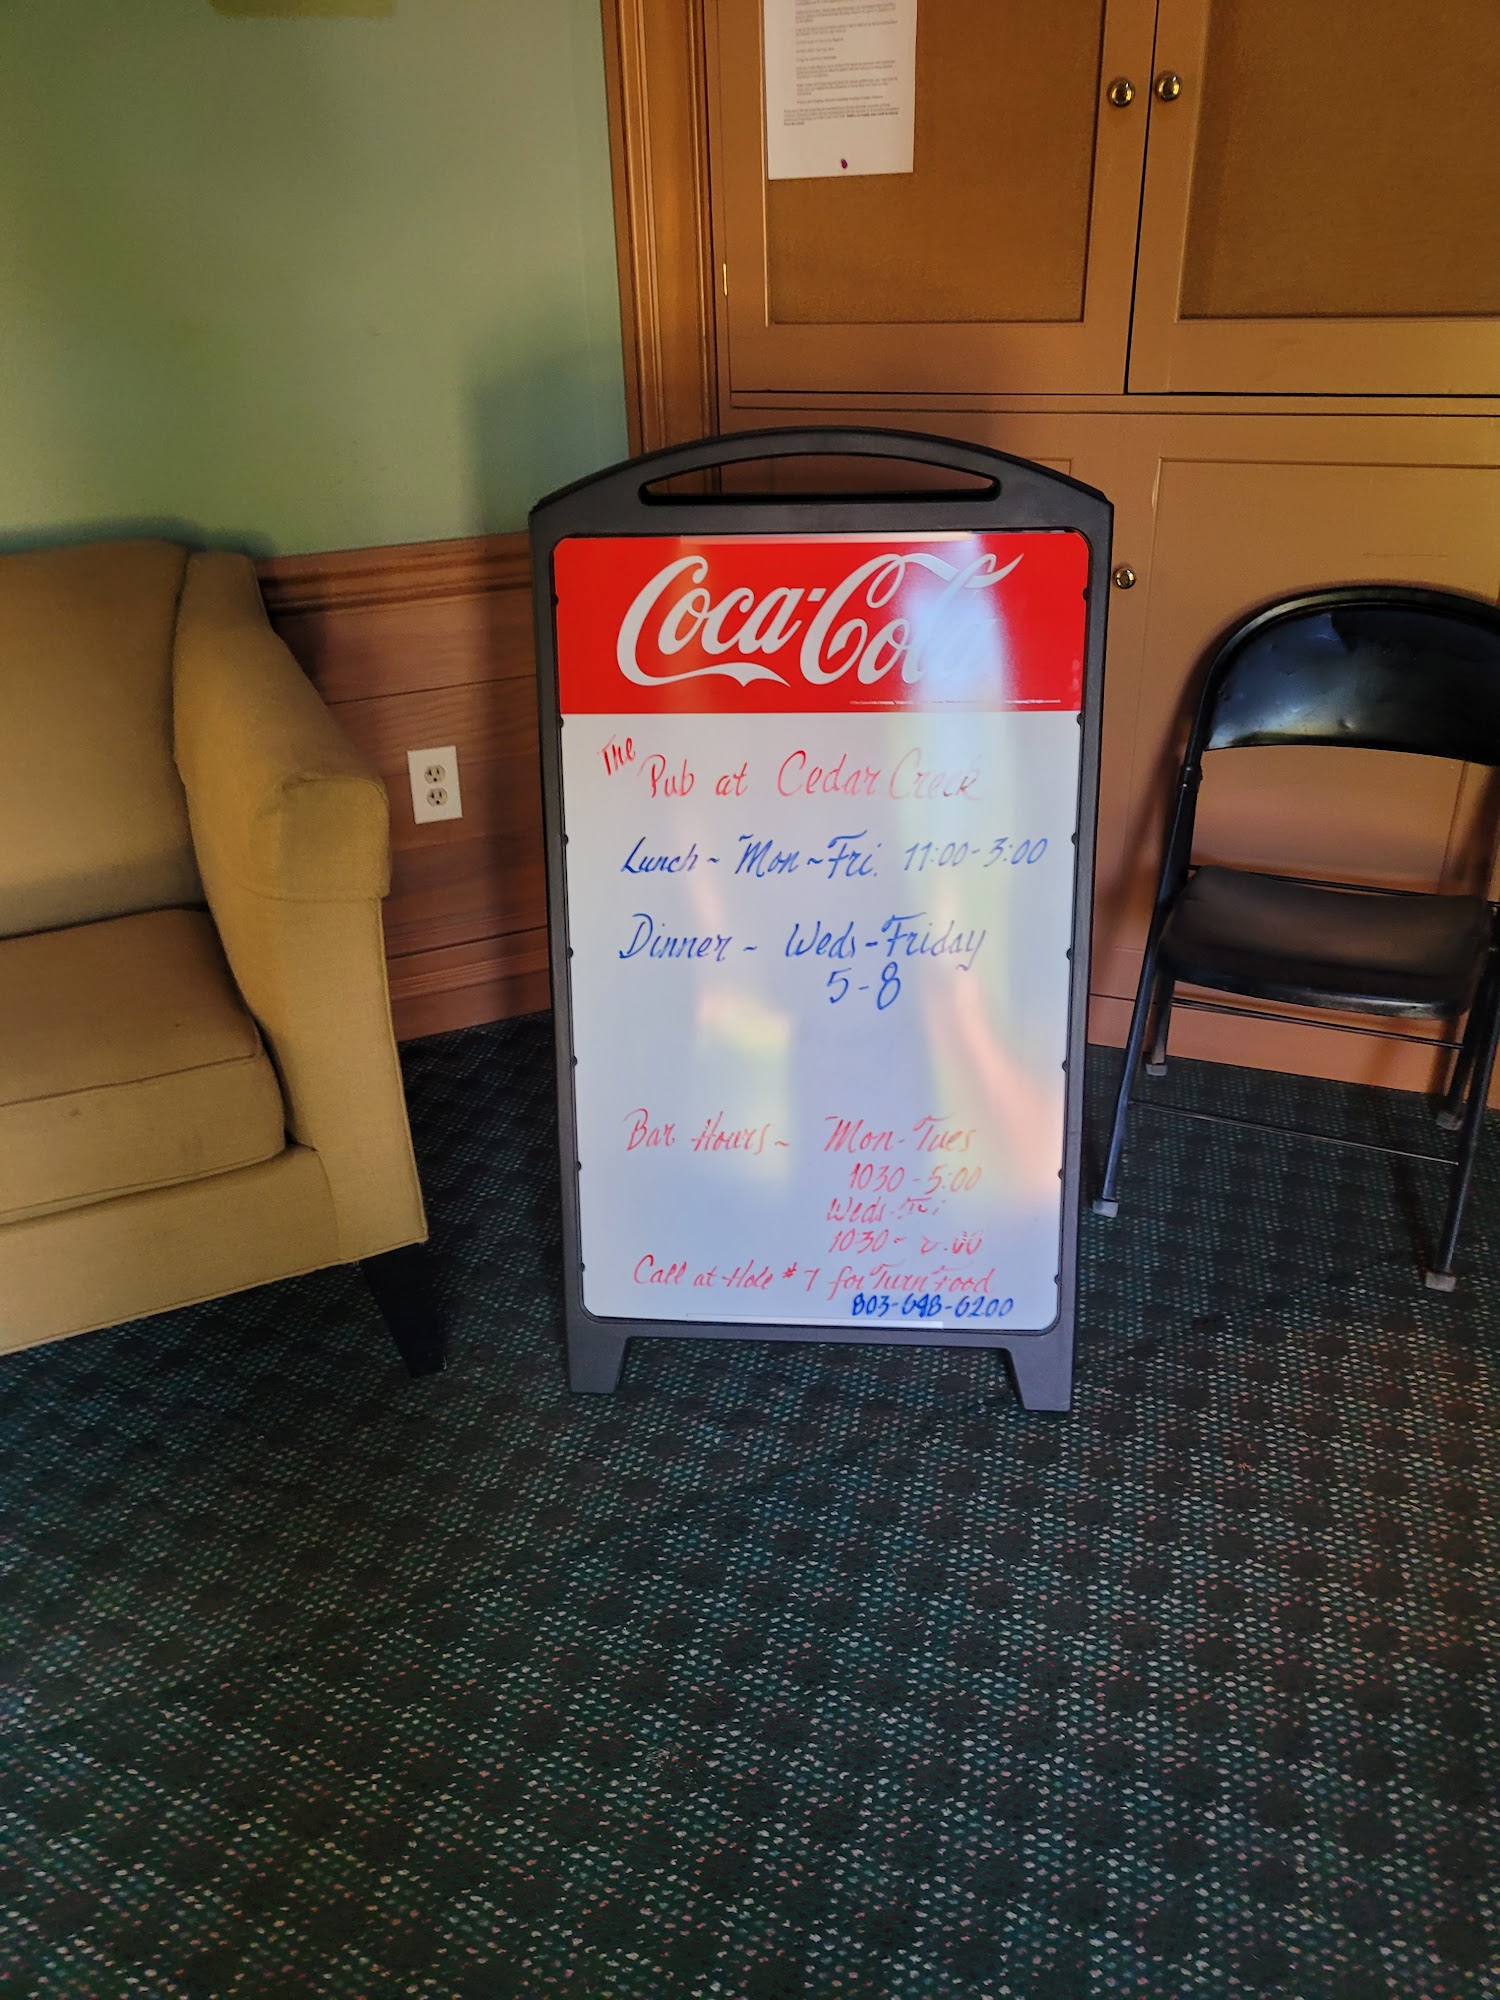 Coca-Cola
The
Pub at Cedar Creek
Lunch ~ Mon ~ Fri. 11:00-3:00
Dinner ~ Weds-Friday
5-8
Bar Hours ~ Mon-Tues
1030-5:00
Weds-Fri
1030-
Call at Hole #7 for Turn Food
803-648-6200